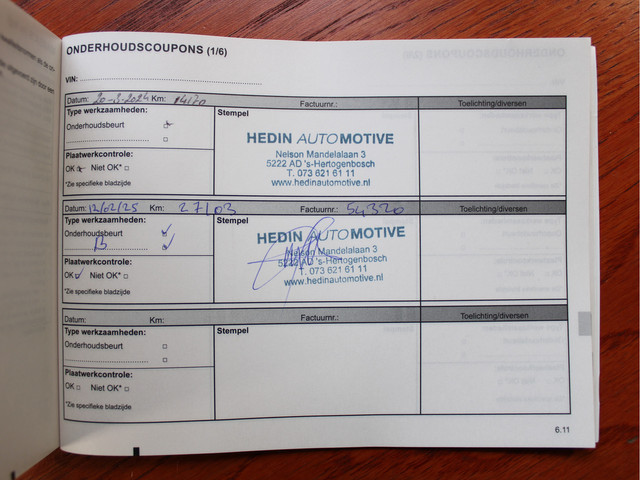 ONDERHOUDSCOUPONS (1/6)
VIN:
Datum: 20-3-2024 Km: 14170 Factuurnr.: Toelichting/diversen
Type werkzaamheden: Stempel
Onderhoudsbeurt
HEDIN AUTOMOTIVE
Nelson Mandelalaan 3
5222 AD 's-Hertogenbosch
T. 073 621 61 11
www.hedinautomotive.nl
Plaatwerkcontrole:
OK Niet OK*
*Zie specifieke bladzijde
Datum: 12/02/25 Km: 27103 Factuurnr.: 54320 Toelichting/diversen
Type werkzaamheden: Stempel
Onderhoudsbeurt
B
HEDIN AUTOMOTIVE
Nelson Mandelalaan 3
5222 AD 's-Hertogenbosch
T. 073 621 61 11
www.hedinautomotive.nl
Plaatwerkcontrole:
OK Niet OK*
*Zie specifieke bladzijde
Datum: Km: Factuurnr.: Toelichting/diversen
Type werkzaamheden: Stempel
Onderhoudsbeurt
Plaatwerkcontrole:
OK Niet OK*
*Zie specifieke bladzijde
6.11